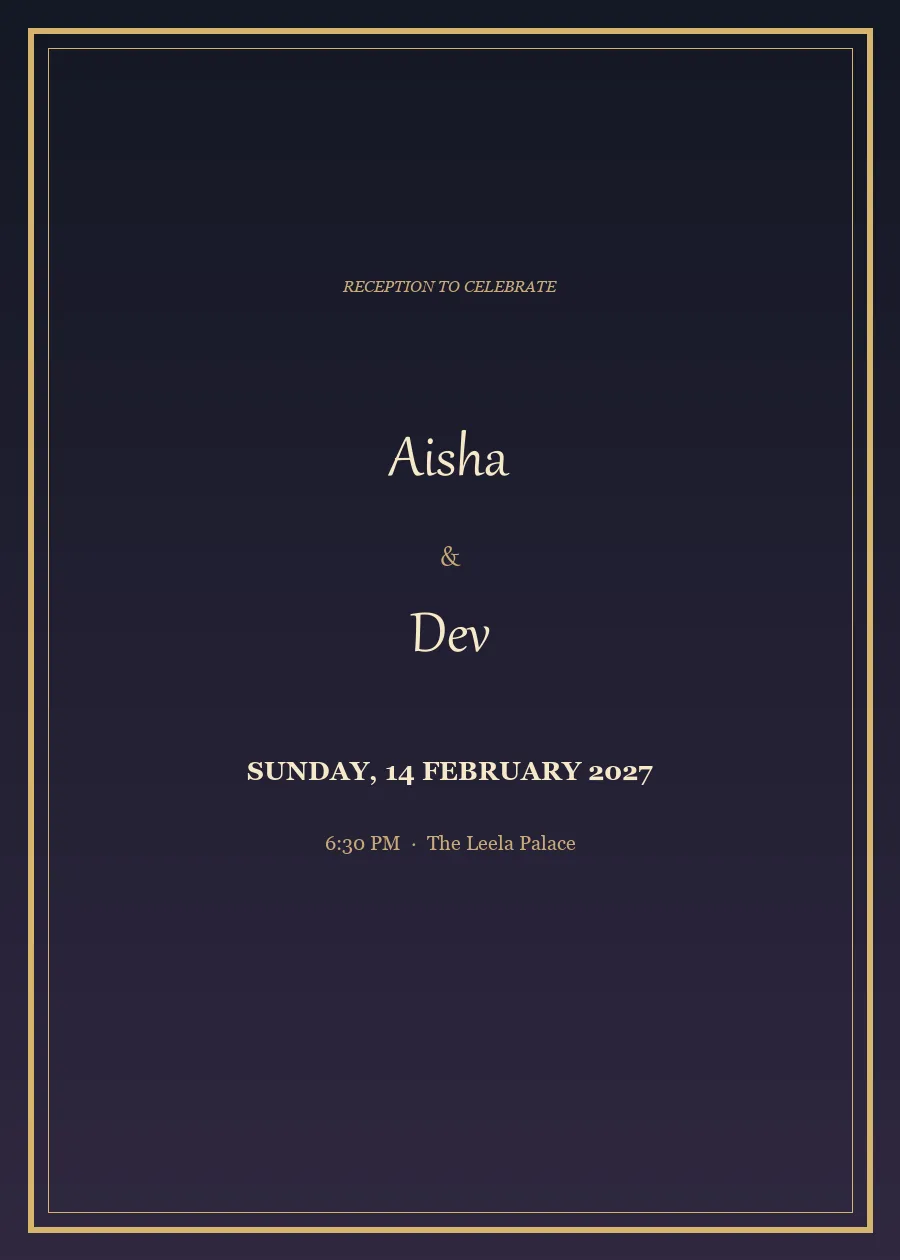 RECEPTION TO CELEBRATE
Aisha
&
Dev
SUNDAY, 14 FEBRUARY 2027
6:30 PM · The Leela Palace